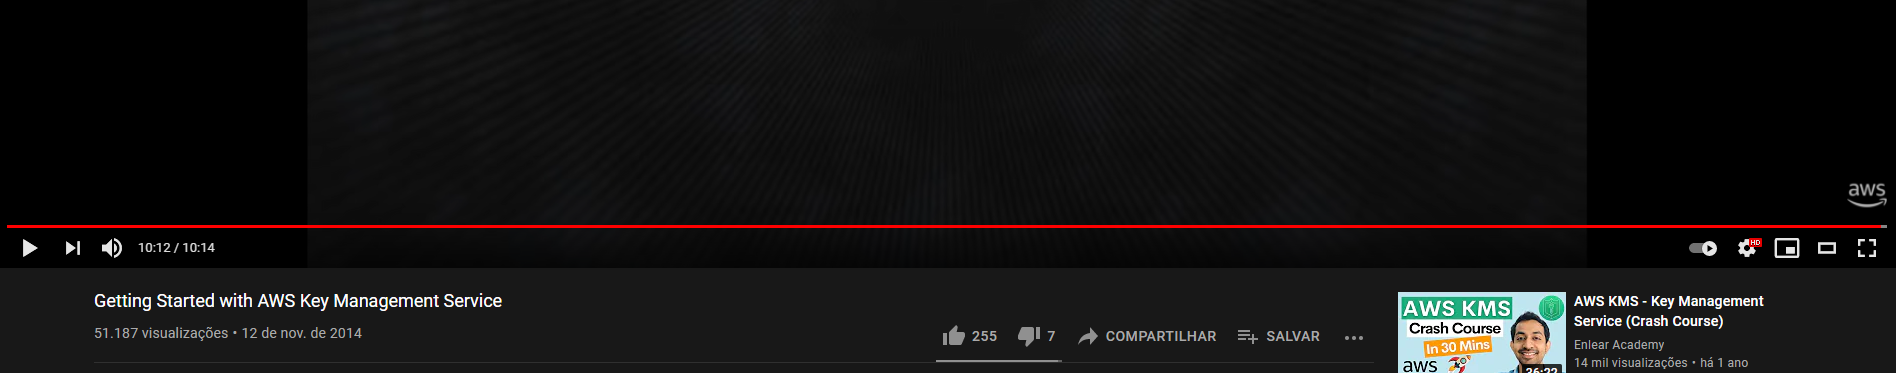 aws
10:12 / 10:14
HD
Getting Started with AWS Key Management Service
51.187 visualizações • 12 de nov. de 2014
255
7
COMPARTILHAR
SALVAR
AWS KMS
Crash Course
In 30 Mins
aws
36:22
AWS KMS - Key Management
Service (Crash Course)
Enlear Academy
14 mil visualizações • há 1 ano